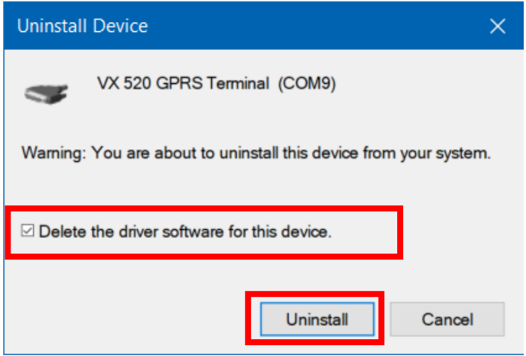 Uninstall Device
VX 520 GPRS Terminal (COM9)
Warning: You are about to uninstall this device from your system.
Delete the driver software for this device.
Uninstall
Cancel